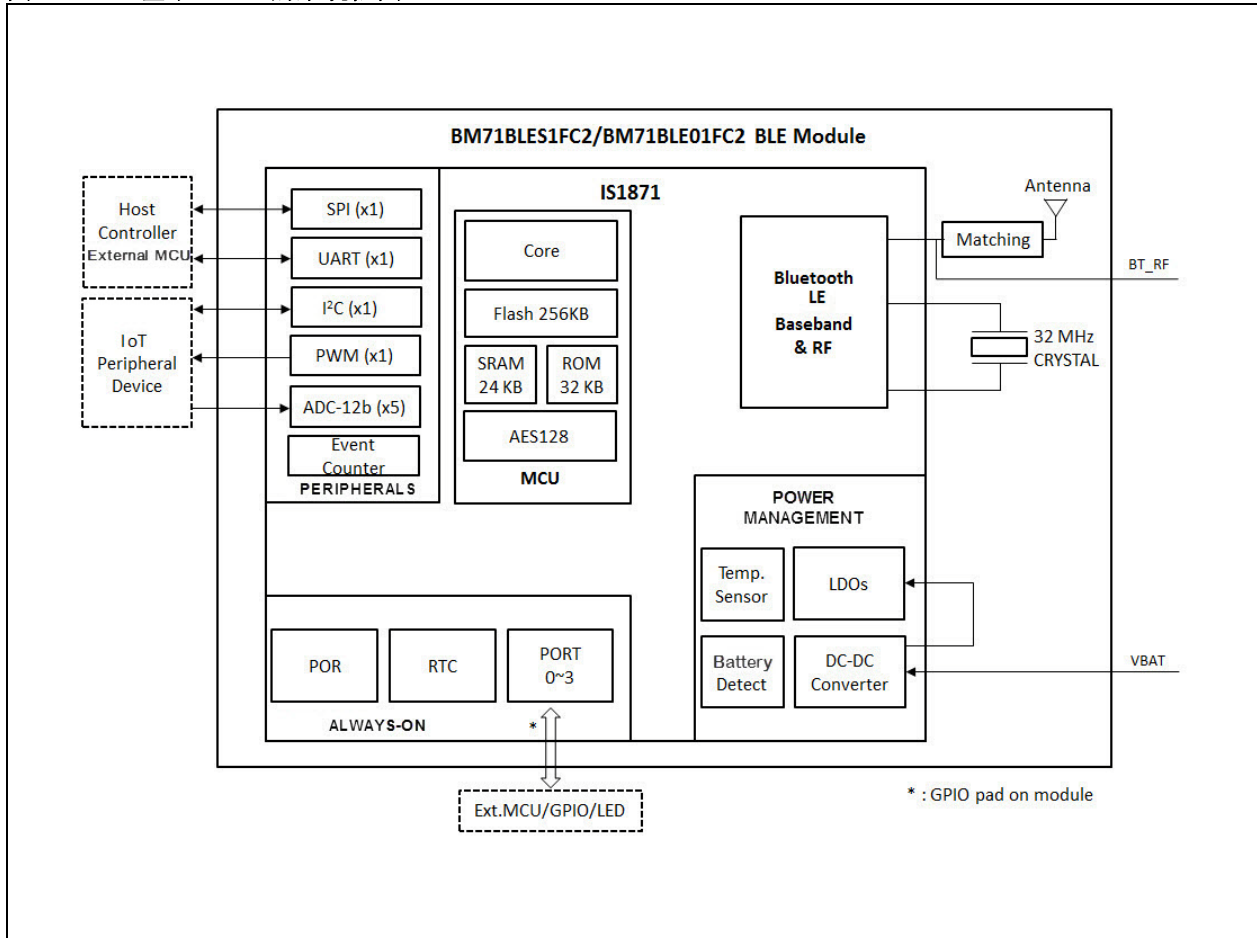 BM71BLES1FC2/BM71BLE01FC2 BLE Module
IS1871
Host
Controller
External MCU
IoT
Peripheral
Device
SPI (x1)
UART (x1)
I²C (x1)
PWM (x1)
ADC-12b (x5)
Event
Counter
PERIPHERALS
Core
Flash 256KB
SRAM
24 KB
ROM
32 KB
AES128
MCU
Bluetooth
LE
Baseband
& RF
Antenna
Matching
BT_RF
32 MHz
CRYSTAL
POWER
MANAGEMENT
Temp.
Sensor
LDOs
Battery
Detect
DC-DC
Converter
VBAT
POR
RTC
PORT
0~3
ALWAYS-ON
*
Ext.MCU/GPIO/LED
* : GPIO pad on module